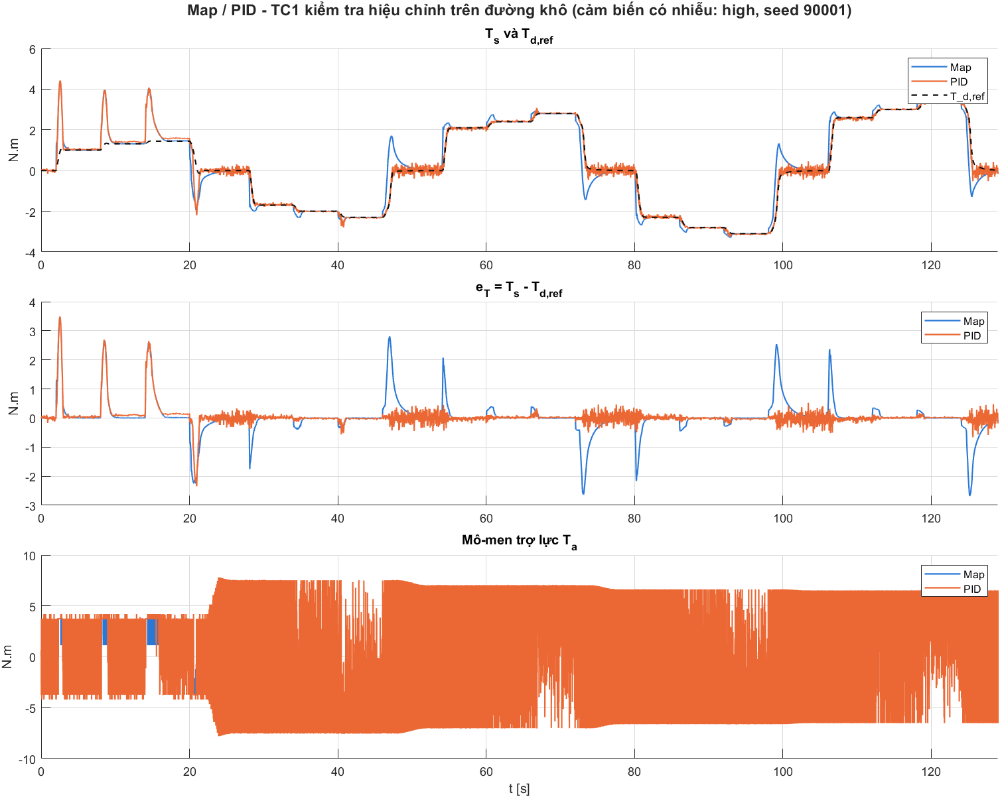 Map / PID - TC1 kiểm tra hiệu chỉnh trên đường khô (cảm biến có nhiễu: high, seed 90001)
T_s và T_d,ref
6
4
2
0
-2
-4
N.m
Map
PID
T_d,ref
0 20 40 60 80 100 120
e_T = T_s - T_d,ref
4
3
2
1
0
-1
-2
-3
N.m
Map
PID
0 20 40 60 80 100 120
Mô-men trợ lực T_a
10
5
0
-5
-10
N.m
Map
PID
0 20 40 60 80 100 120
t [s]